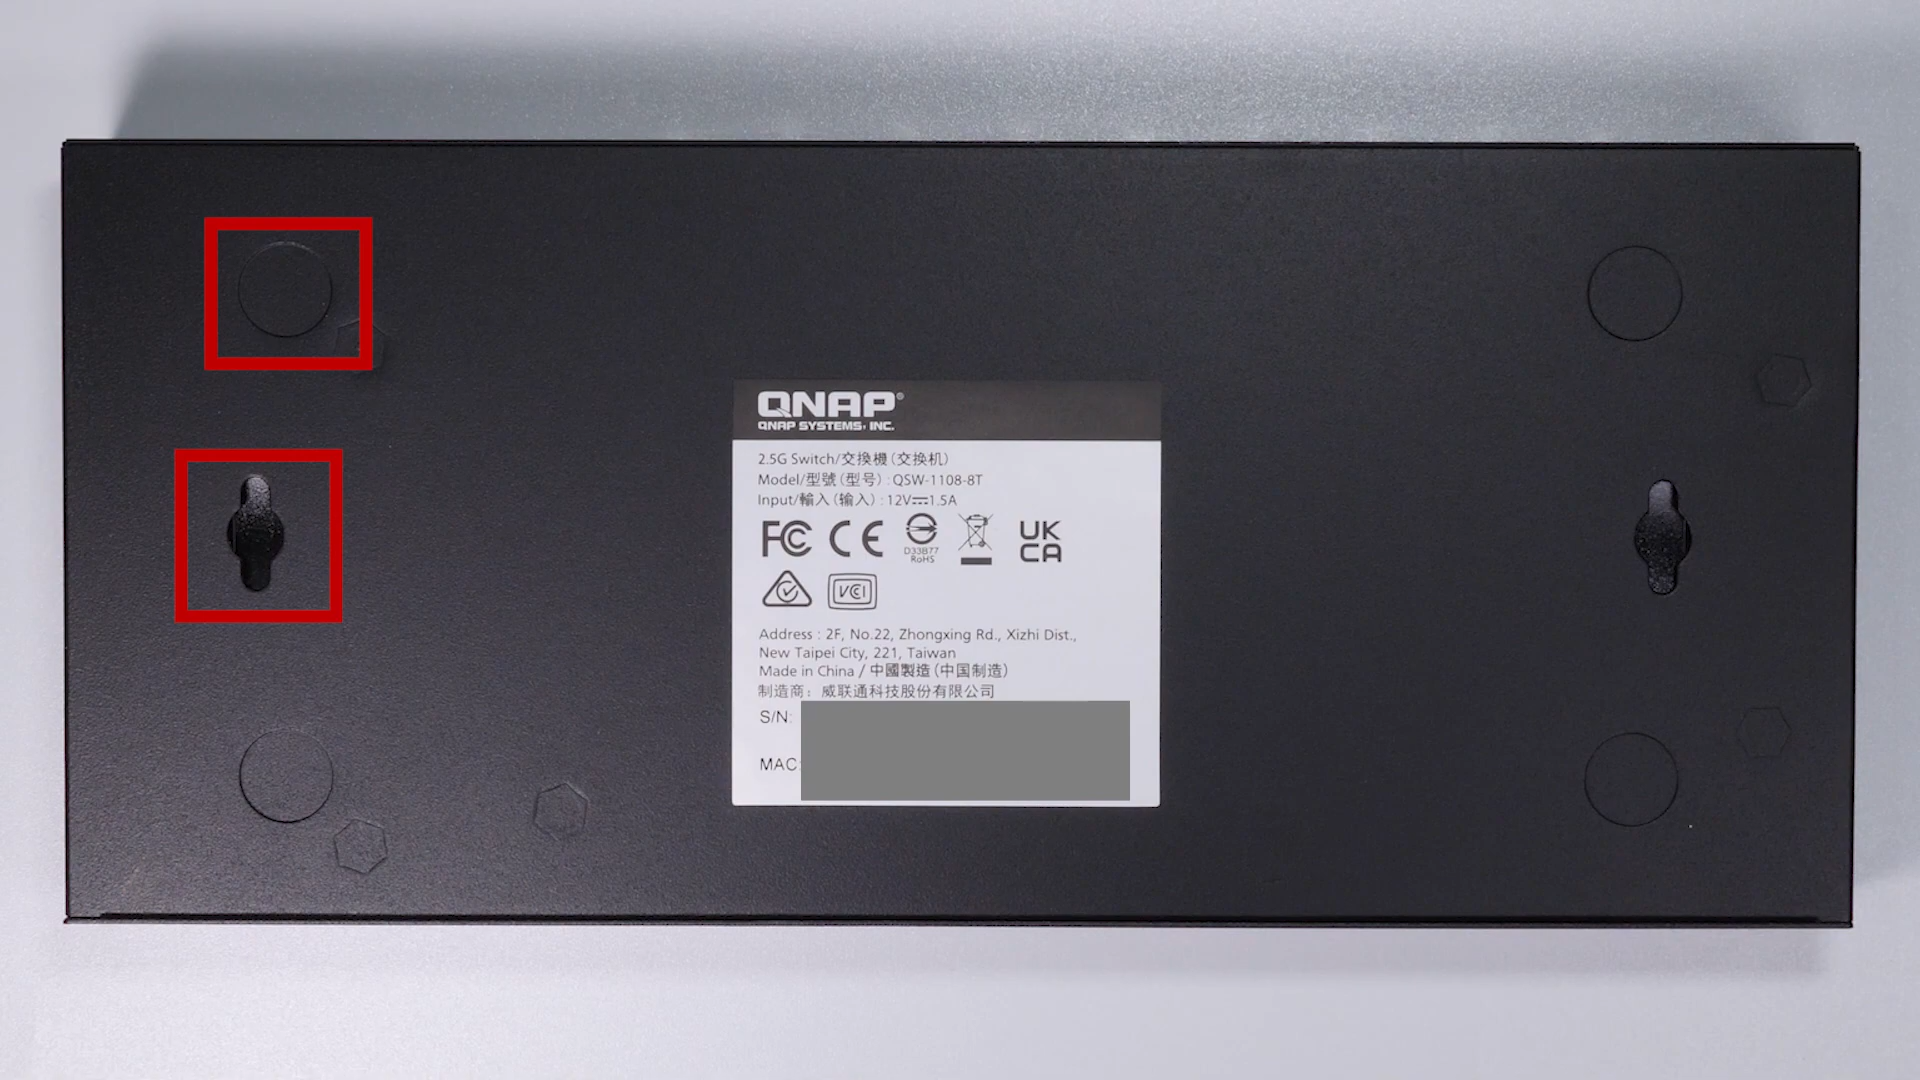 QNAP®
QNAP SYSTEMS, INC.
2.5G Switch/交換機(交换机)
Model/型號(型号) : QSW-1108-8T
Input/輸入(输入) : 12V⎓1.5A
FC CE D33B77 RoHS UK CA
VCI
Address : 2F, No.22, Zhongxing Rd., Xizhi Dist.,
New Taipei City, 221, Taiwan
Made in China / 中國製造(中国制造)
制造商：威联通科技股份有限公司
S/N:
MAC: